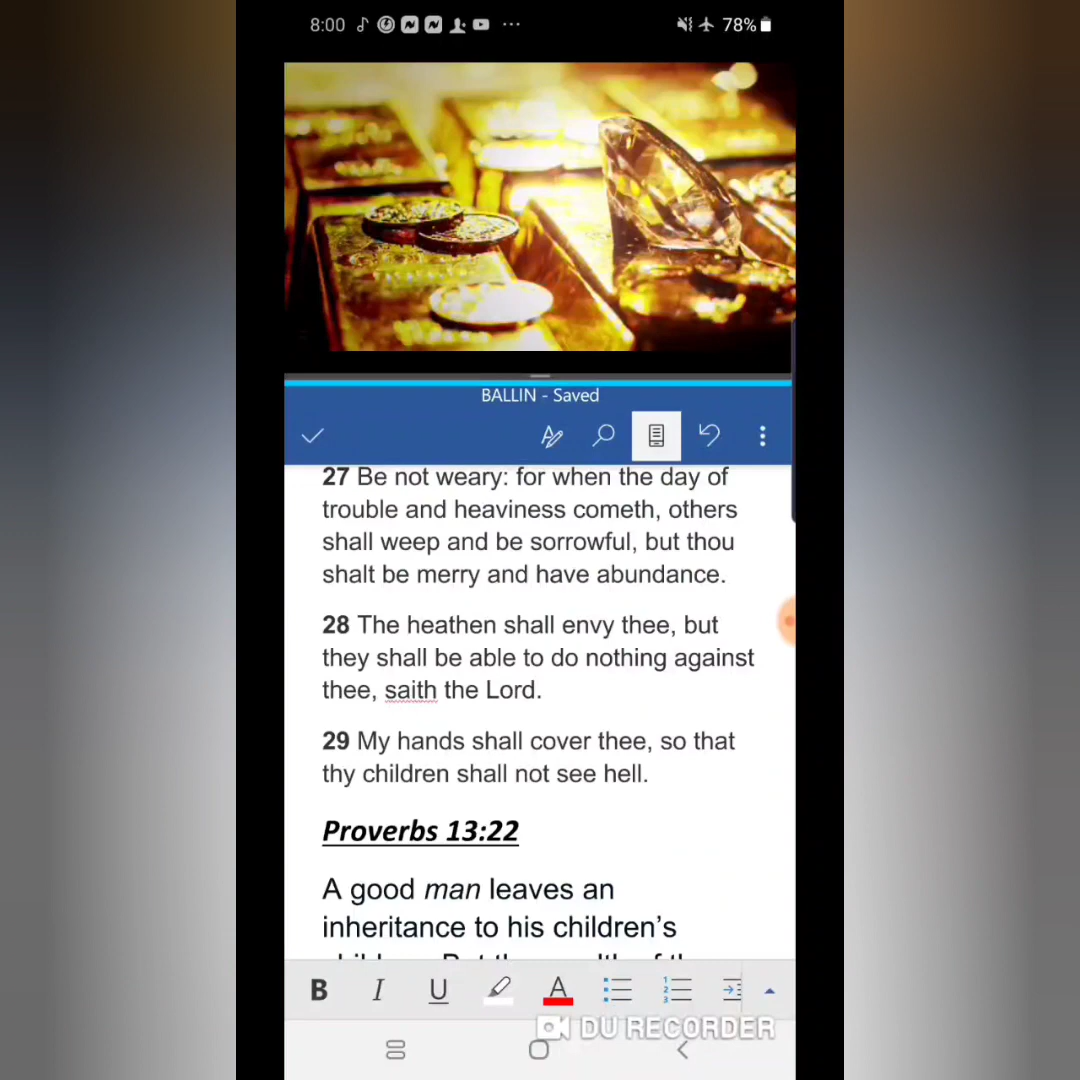 8:00
78%
BALLIN - Saved
27 Be not weary: for when the day of
trouble and heaviness cometh, others
shall weep and be sorrowful, but thou
shalt be merry and have abundance.
28 The heathen shall envy thee, but
they shall be able to do nothing against
thee, saith the Lord.
29 My hands shall cover thee, so that
thy children shall not see hell.
Proverbs 13:22
A good man leaves an
inheritance to his children’s
B I U A
DU RECORDER